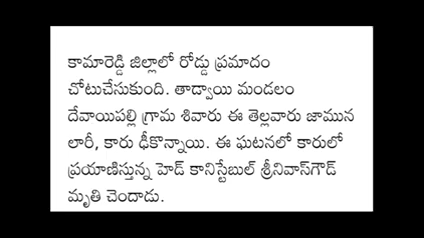 కామారెడ్డి జిల్లాలో రోడ్డు ప్రమాదం
చోటుచేసుకుంది. తాడ్వాయి మండలం
దేవాయిపల్లి గ్రామ శివారు ఈ తెల్లవారు జామున
లారీ, కారు ఢీకొన్నాయి. ఈ ఘటనలో కారులో
ప్రయాణిస్తున్న హెడ్ కానిస్టేబుల్ శ్రీనివాస్‌గౌడ్
మృతి చెందాడు.